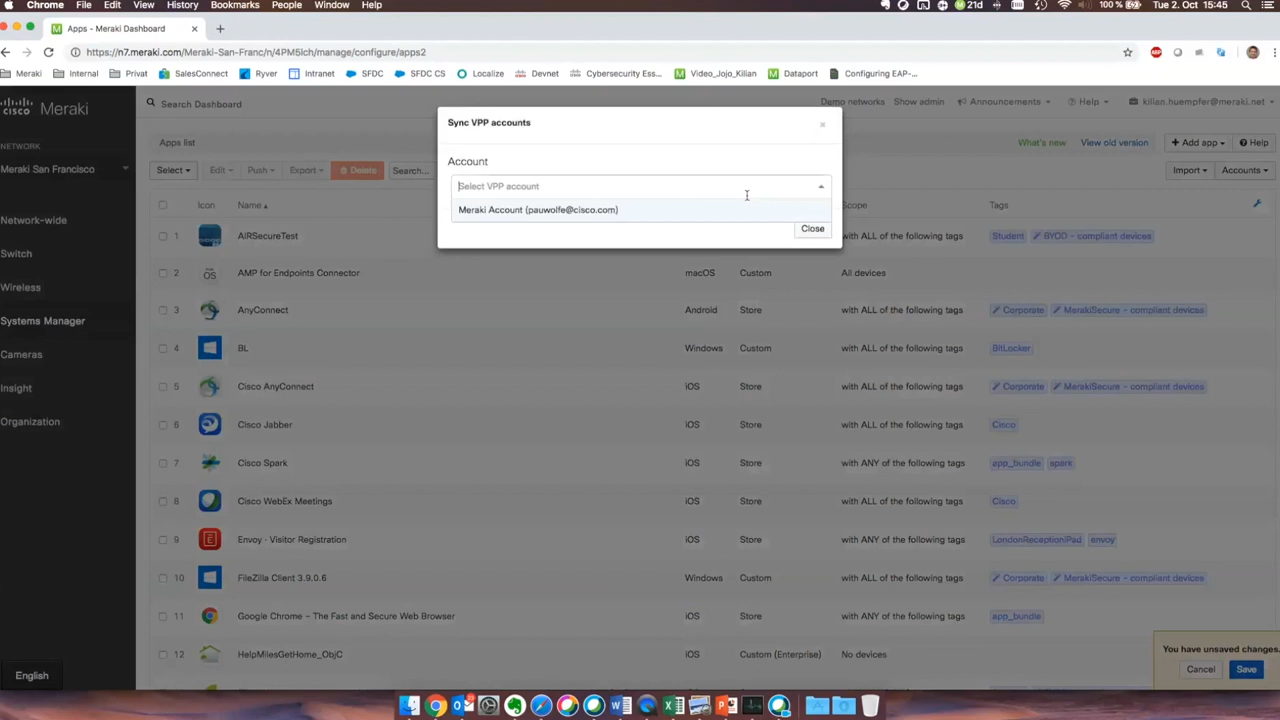 Chrome File Edit View History Bookmarks People Window Help 21d 100 % Tue 2. Oct 15:45
Apps - Meraki Dashboard
https://n7.meraki.com/Meraki-San-Franc/n/4PM5lch/manage/configure/apps2
Meraki Internal Privat SalesConnect Ryver Intranet SFDC SFDC CS Localize Devnet Cybersecurity Ess... Video_Jojo_Kilian Dataport Configuring EAP-...
cisco Meraki
Search Dashboard
Demo networks Show admin Announcements Help kilian.huempfer@meraki.net
NETWORK
Meraki San Francisco
Network-wide
Switch
Wireless
Systems Manager
Cameras
Insight
Organization
English
Apps list
What's new View old version + Add app Help
Select Edit Push Export Delete Search... Import Accounts
Sync VPP accounts ×
Account
Select VPP account
Meraki Account (pauwolfe@cisco.com)
Close
Icon Name Scope Tags
1 AIRSecureTest with ALL of the following tags Student BYOD - compliant devices
2 macOS AMP for Endpoints Connector macOS Custom All devices
3 AnyConnect Android Store with ALL of the following tags Corporate MerakiSecure - compliant devices
4 BL Windows Custom with ALL of the following tags BitLocker
5 Cisco AnyConnect iOS Store with ALL of the following tags Corporate MerakiSecure - compliant devices
6 Cisco Jabber iOS Store with ALL of the following tags Cisco
7 Cisco Spark iOS Store with ANY of the following tags app_bundle spark
8 Cisco WebEx Meetings iOS Store with ALL of the following tags Cisco
9 Envoy - Visitor Registration iOS Store with ANY of the following tags LondonReceptioniPad envoy
10 FileZilla Client 3.9.0.6 Windows Custom with ALL of the following tags Corporate MerakiSecure - compliant devices
11 Google Chrome – The Fast and Secure Web Browser iOS Store with ANY of the following tags app_bundle
12 HelpMilesGetHome_ObjC iOS Custom (Enterprise) No devices
You have unsaved changes.
Cancel Save